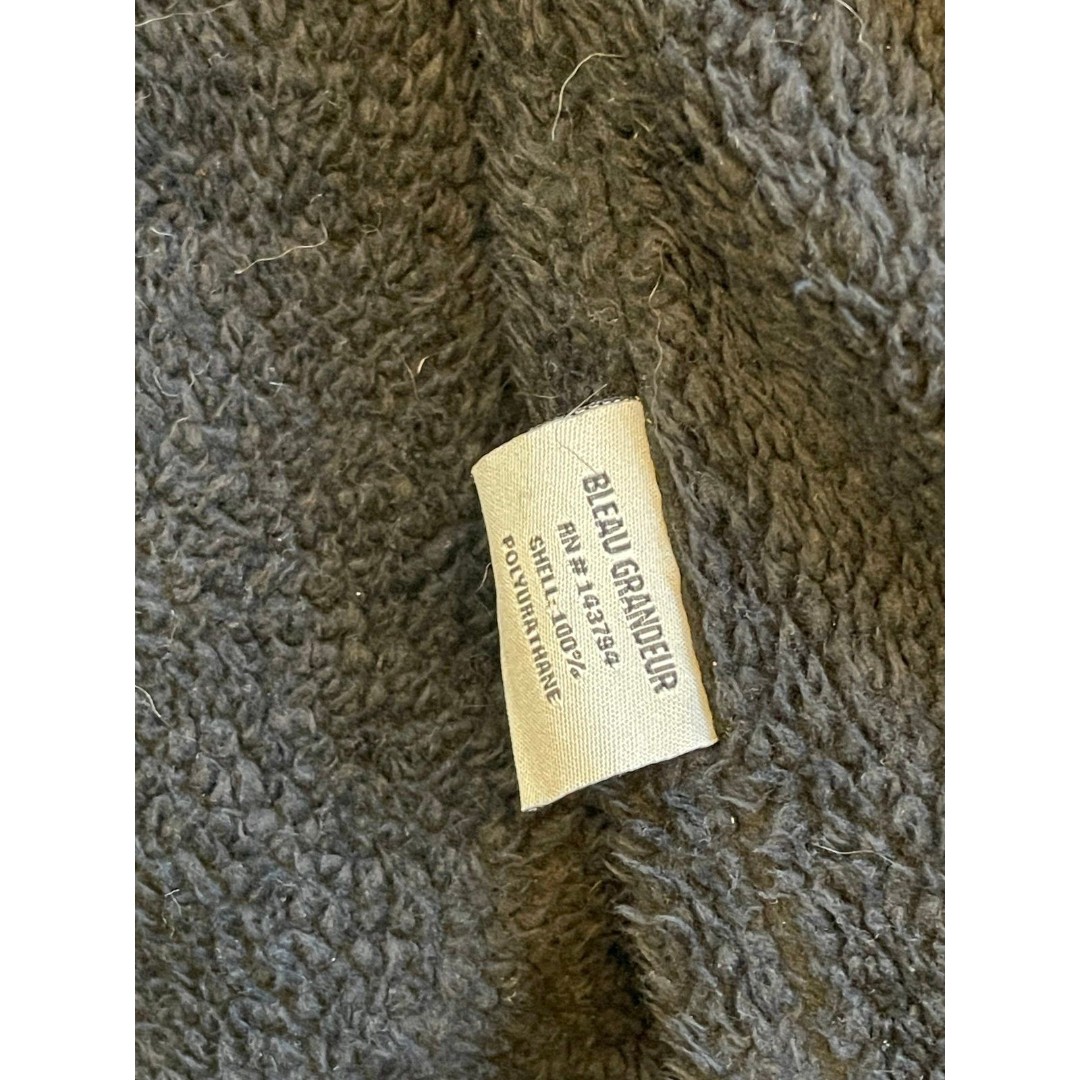 BLEAU GRANDEUR
RN # 143794
SHELL: 100%
POLYURATHANE